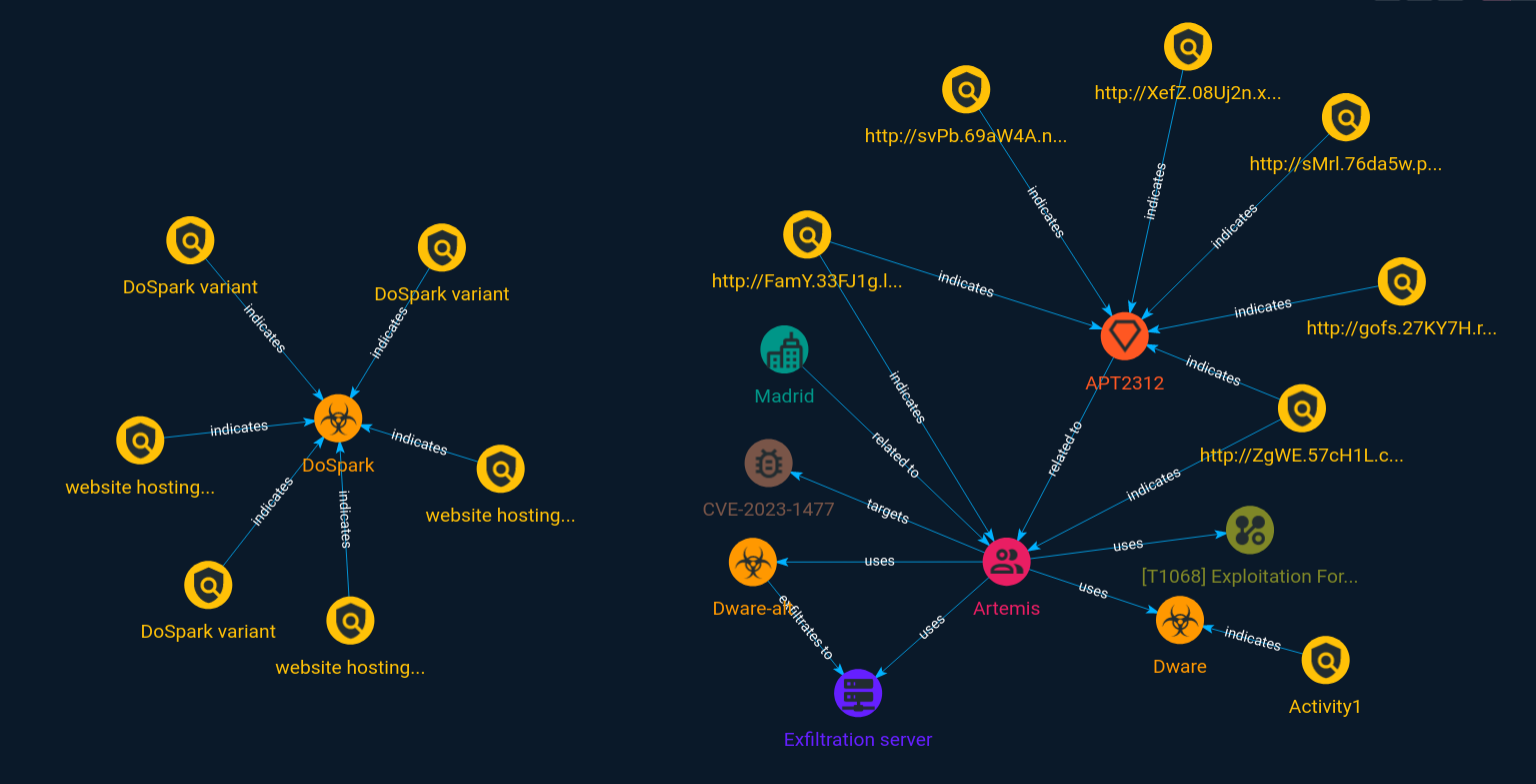 http://XefZ.08Uj2n.x...
http://svPb.69aW4A.n...
http://sMrl.76da5w.p...
indicates
indicates
indicates
http://FamY.33FJ1g.l...
indicates
indicates
http://gofs.27KY7H.r...
DoSpark variant
DoSpark variant
indicates
indicates
indicates
APT2312
Madrid
indicates
related to
related to
http://ZgWE.57cH1L.c...
indicates
indicates
indicates
DoSpark
website hosting...
website hosting...
indicates
indicates
CVE-2023-1477
targets
uses
uses
[T1068] Exploitation For...
uses
Artemis
exfiltrates to
uses
indicates
Dware
DoSpark variant
website hosting...
Activity1
Exfiltration server